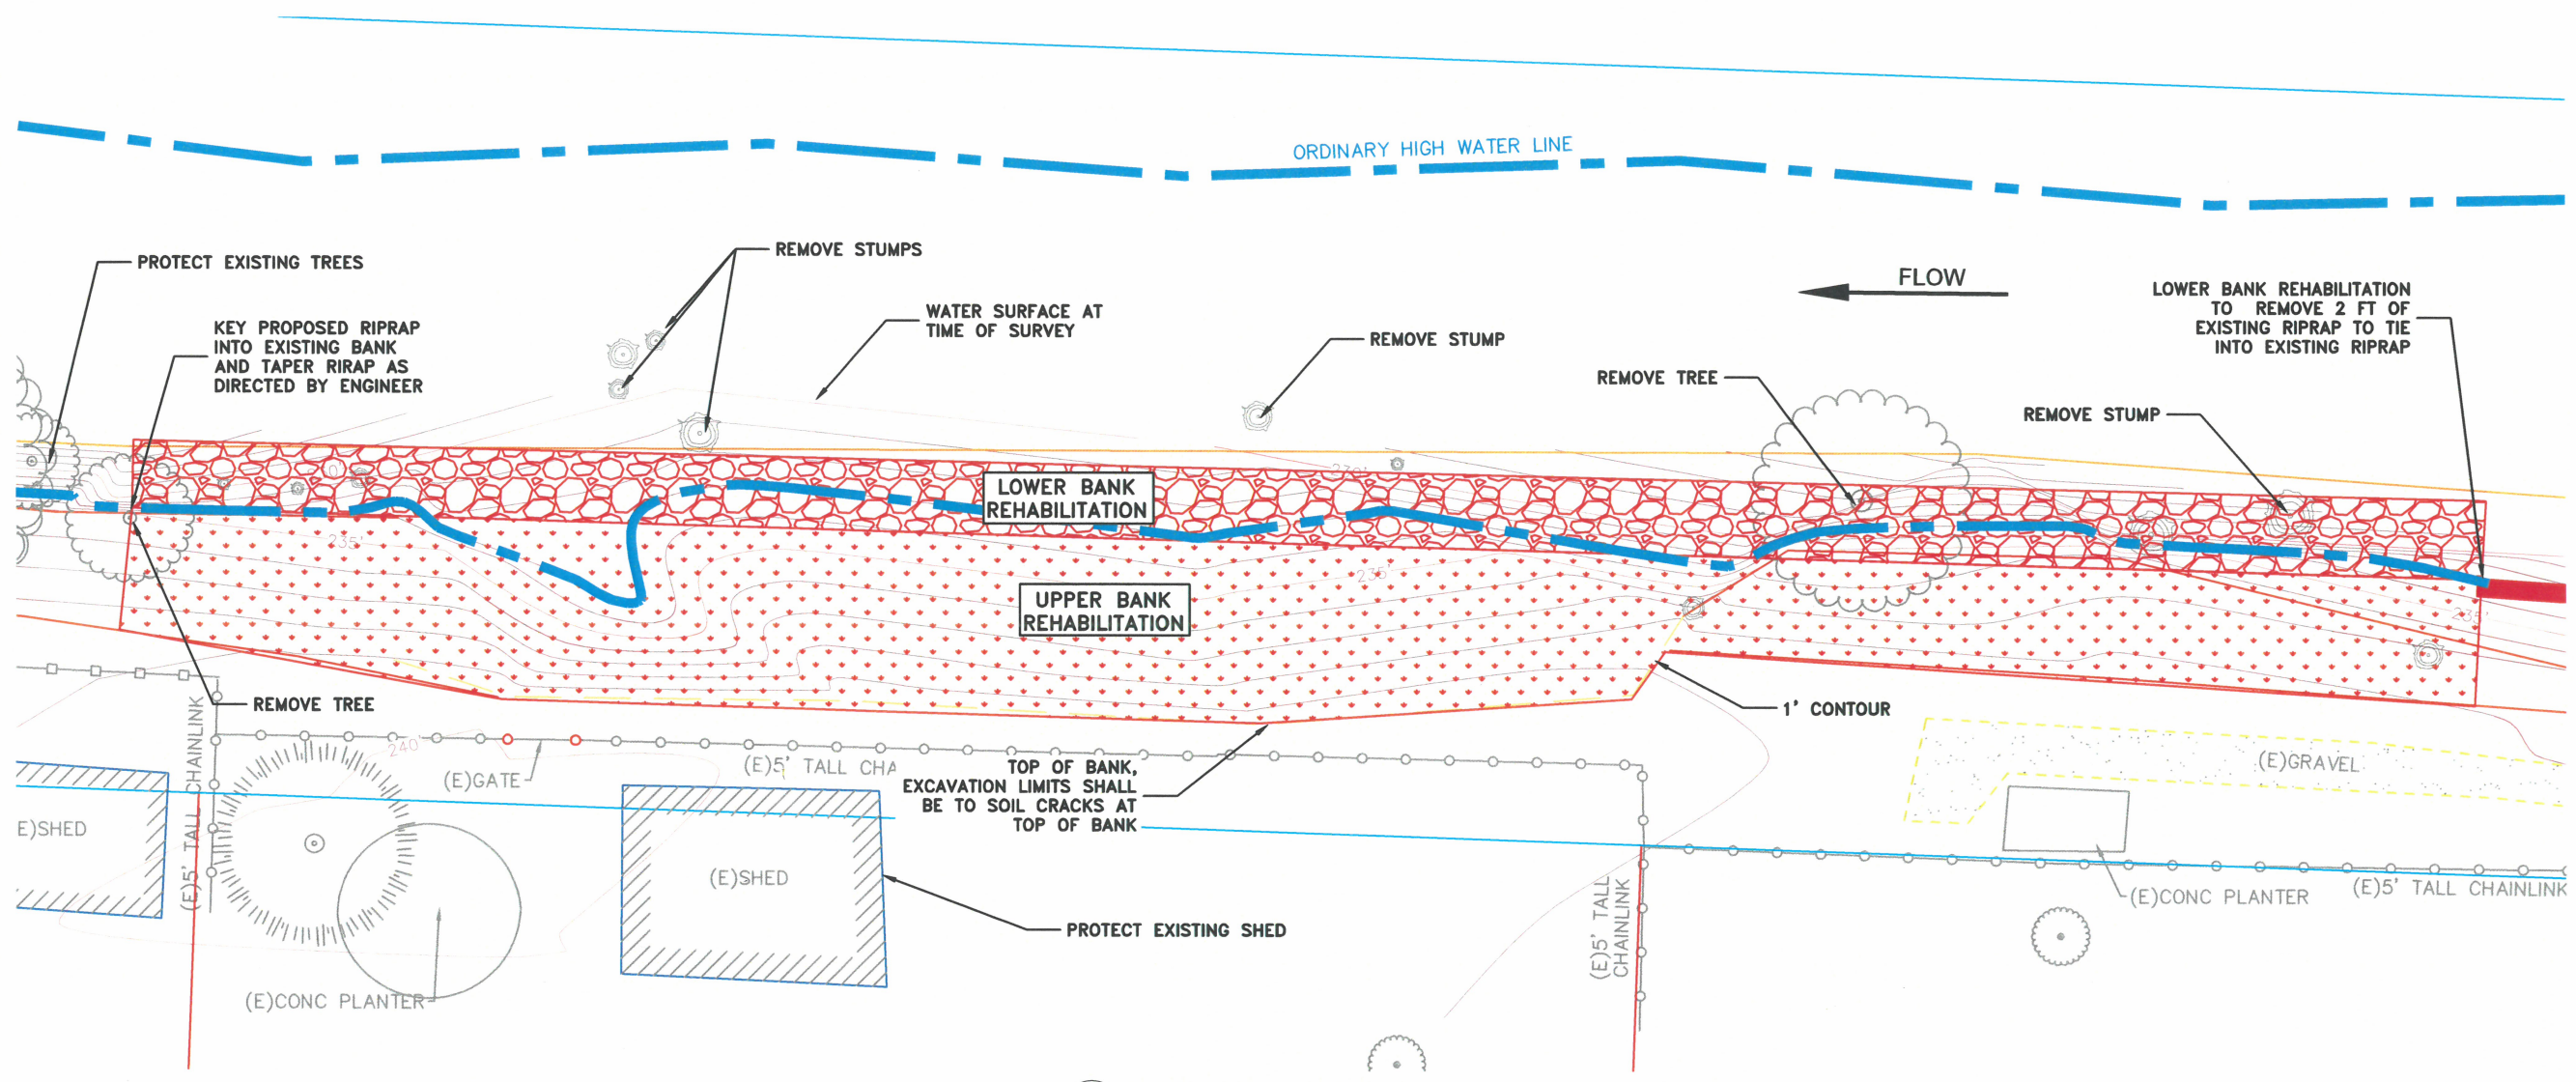 ORDINARY HIGH WATER LINE
PROTECT EXISTING TREES
REMOVE STUMPS
FLOW
LOWER BANK REHABILITATION
TO REMOVE 2 FT OF
EXISTING RIPRAP TO TIE
INTO EXISTING RIPRAP
KEY PROPOSED RIPRAP
INTO EXISTING BANK
AND TAPER RIRAP AS
DIRECTED BY ENGINEER
WATER SURFACE AT
TIME OF SURVEY
REMOVE STUMP
REMOVE TREE
REMOVE STUMP
230'
LOWER BANK
REHABILITATION
235'
235'
UPPER BANK
REHABILITATION
235'
REMOVE TREE
1' CONTOUR
240'
(E)GATE
(E)5' TALL CHA
TOP OF BANK,
EXCAVATION LIMITS SHALL
BE TO SOIL CRACKS AT
TOP OF BANK
(E)GRAVEL
(E)5' TALL CHAINLINK
E)SHED
(E)SHED
(E)CONC PLANTER
(E)5' TALL CHAINLINK
PROTECT EXISTING SHED
(E)5' TALL
CHAINLINK
(E)CONC PLANTER